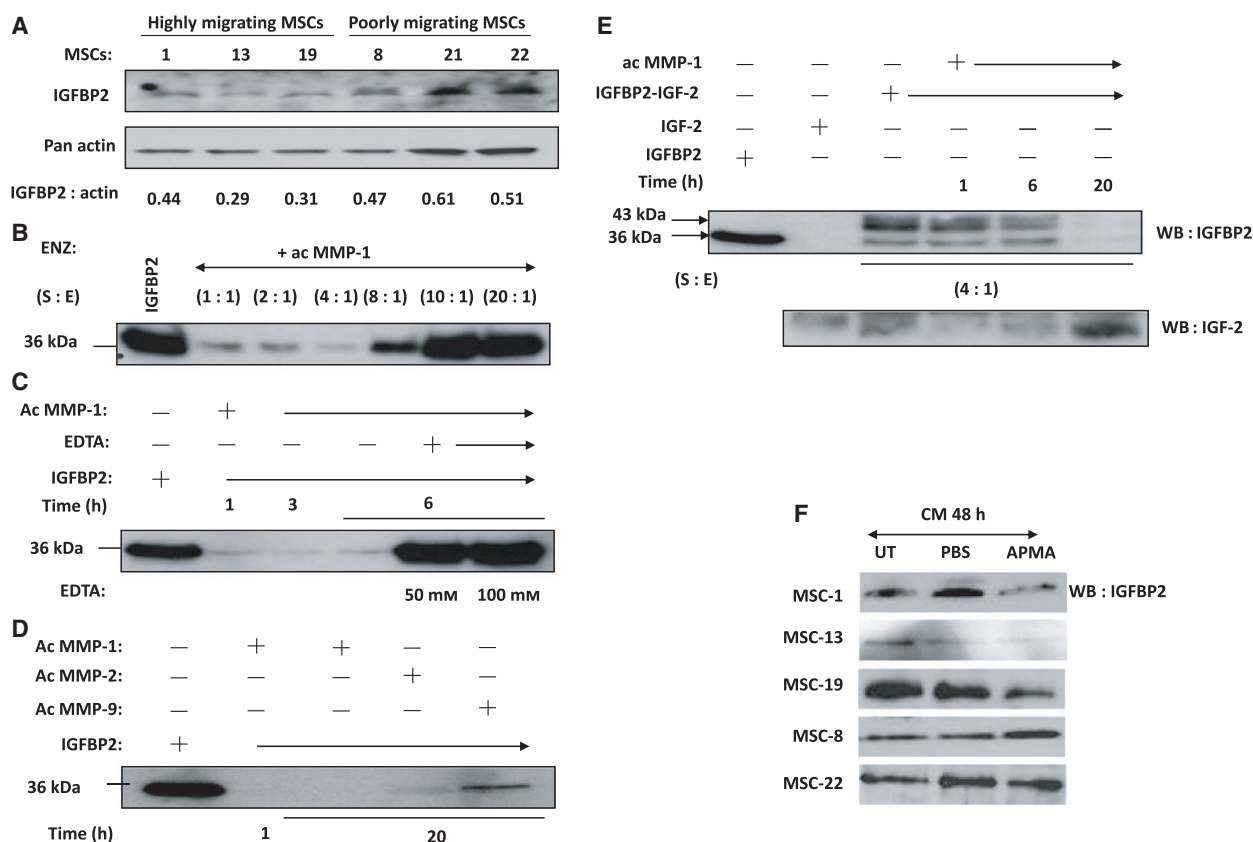 A
Highly migrating MSCs Poorly migrating MSCs
MSCs: 1 13 19 8 21 22
IGFBP2
Pan actin
IGFBP2 : actin 0.44 0.29 0.31 0.47 0.61 0.51
B
ENZ: IGFBP2 + ac MMP-1
(S : E) (1 : 1) (2 : 1) (4 : 1) (8 : 1) (10 : 1) (20 : 1)
36 kDa
C
Ac MMP-1: — +
EDTA: — — — — +
IGFBP2: +
Time (h) 1 3 6
36 kDa
EDTA: 50 mM 100 mM
D
Ac MMP-1: — + + — —
Ac MMP-2: — — — + —
Ac MMP-9: — — — — +
IGFBP2: +
36 kDa
Time (h) 1 20
E
ac MMP-1 — — — +
IGFBP2-IGF-2 — — +
IGF-2 — + — — — —
IGFBP2 + — — — — —
Time (h) 1 6 20
43 kDa
36 kDa
WB : IGFBP2
(S : E) (4 : 1)
WB : IGF-2
F
CM 48 h
UT PBS APMA
MSC-1 WB : IGFBP2
MSC-13
MSC-19
MSC-8
MSC-22